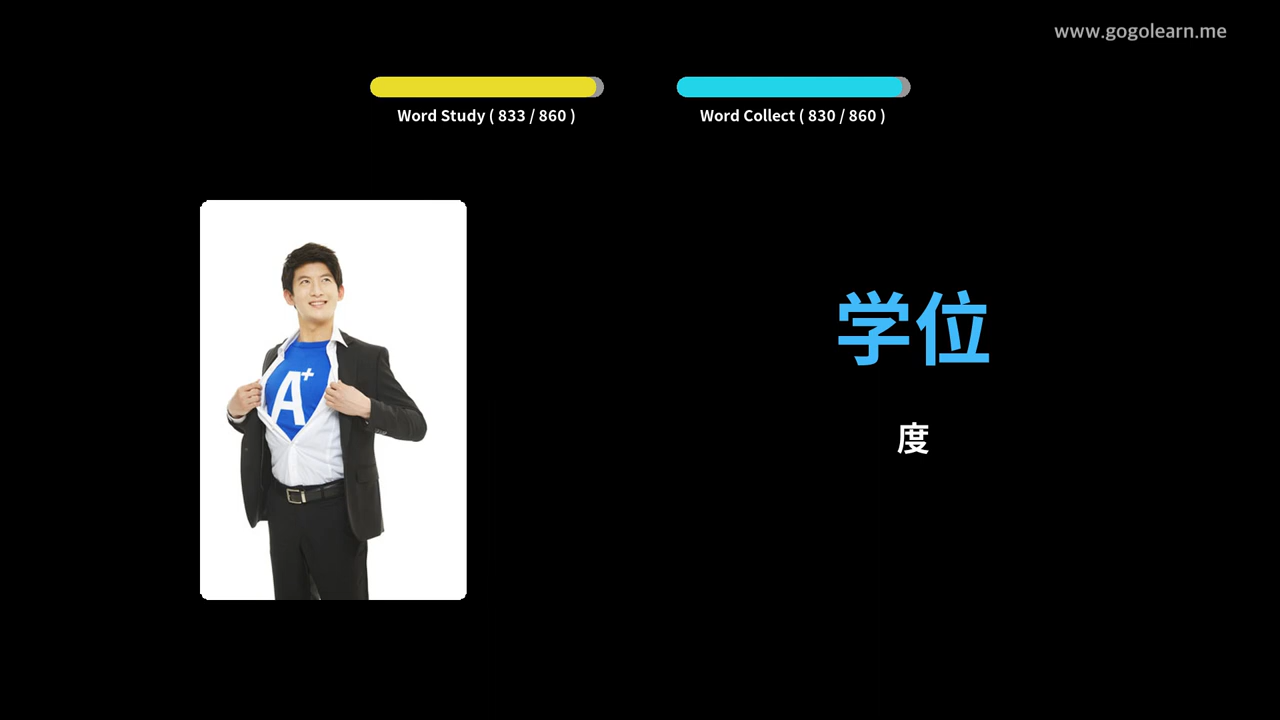 www.gogolearn.me
Word Study ( 833 / 860 )
Word Collect ( 830 / 860 )
A+
学位
度